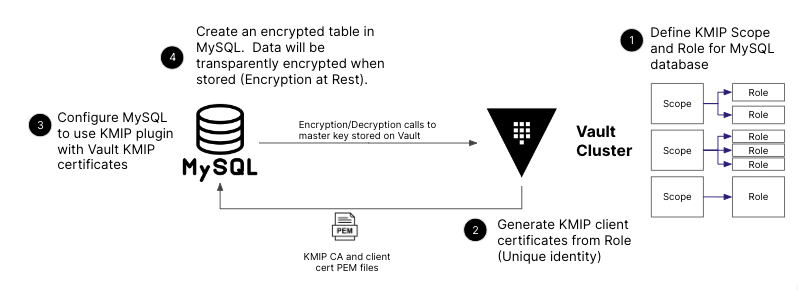 1
Define KMIP Scope
and Role for MySQL
database
Scope
Role
Role
Scope
Role
Role
Role
Scope
Role
4
Create an encrypted table in
MySQL. Data will be
transparently encrypted when
stored (Encryption at Rest).
3
Configure MySQL
to use KMIP plugin
with Vault KMIP
certificates
MySQL
Encryption/Decryption calls to
master key stored on Vault
Vault
Cluster
2
Generate KMIP client
certificates from Role
(Unique identity)
PEM
KMIP CA and client
cert PEM files